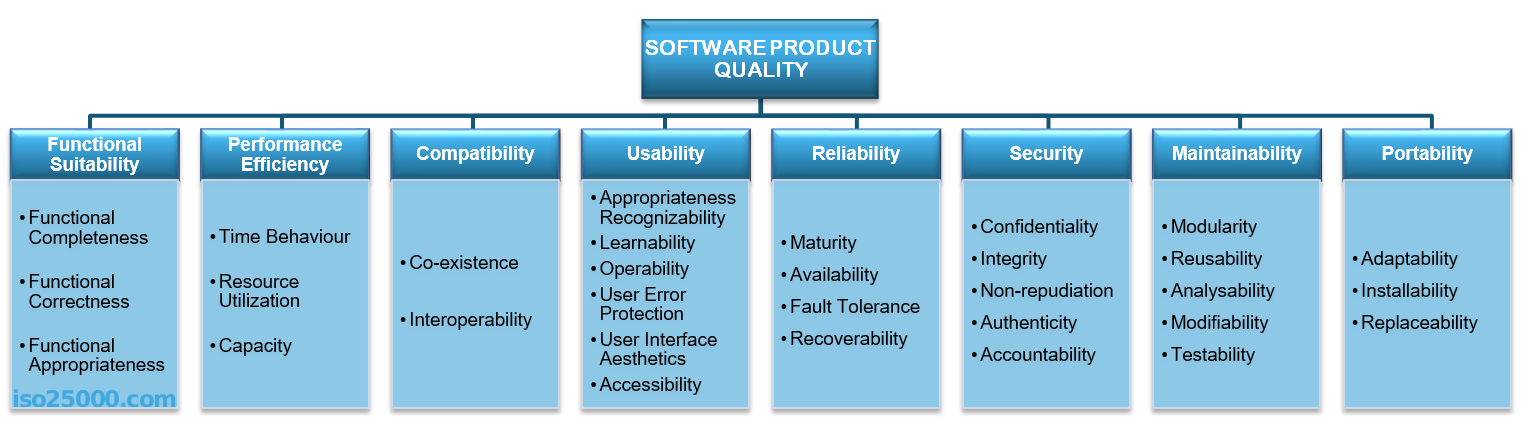 SOFTWARE PRODUCT
QUALITY
Functional
Suitability
• Functional
Completeness
• Functional
Correctness
• Functional
Appropriateness
iso25000.com
Performance
Efficiency
• Time Behaviour
• Resource
Utilization
• Capacity
Compatibility
• Co-existence
• Interoperability
Usability
• Appropriateness
Recognizability
• Learnability
• Operability
• User Error
Protection
• User Interface
Aesthetics
• Accessibility
Reliability
• Maturity
• Availability
• Fault Tolerance
• Recoverability
Security
• Confidentiality
• Integrity
• Non-repudiation
• Authenticity
• Accountability
Maintainability
• Modularity
• Reusability
• Analysability
• Modifiability
• Testability
Portability
• Adaptability
• Installability
• Replaceability